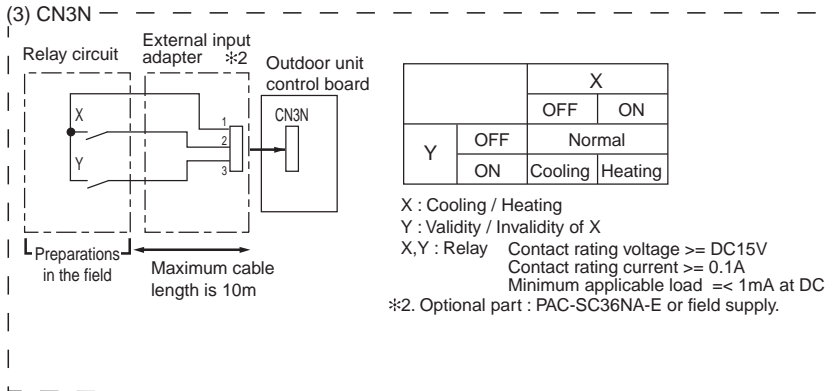 (3) CN3N
Relay circuit
External input
adapter ✻2
Outdoor unit
control board
X
Y
1
2
3
CN3N
Preparations
in the field
Maximum cable
length is 10m
X
OFF ON
Y OFF Normal
ON Cooling Heating
X : Cooling / Heating
Y : Validity / Invalidity of X
X,Y : Relay Contact rating voltage >= DC15V
Contact rating current >= 0.1A
Minimum applicable load =< 1mA at DC
✻2. Optional part : PAC-SC36NA-E or field supply.